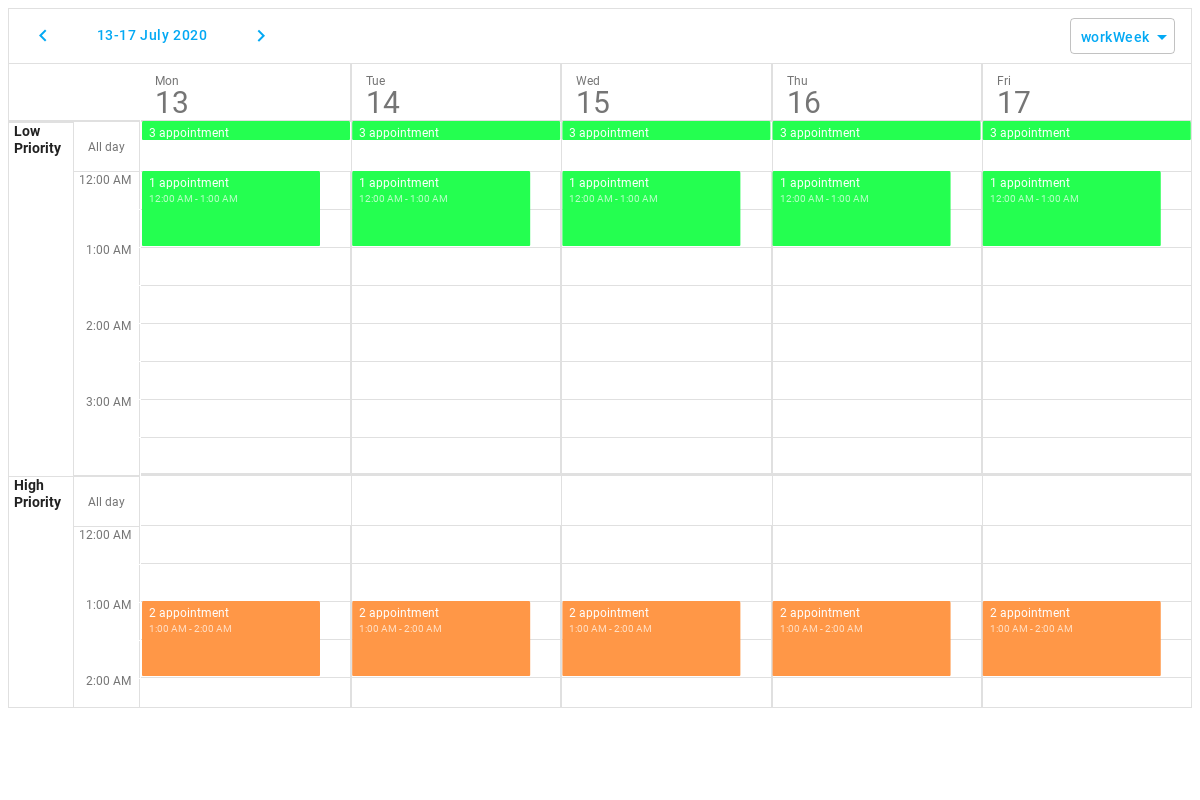 13-17 July 2020
workWeek
Mon Tue Wed Thu Fri
13 14 15 16 17
Low
Priority
All day
3 appointment 3 appointment 3 appointment 3 appointment 3 appointment
12:00 AM
1 appointment 1 appointment 1 appointment 1 appointment 1 appointment
12:00 AM - 1:00 AM 12:00 AM - 1:00 AM 12:00 AM - 1:00 AM 12:00 AM - 1:00 AM 12:00 AM - 1:00 AM
1:00 AM
2:00 AM
3:00 AM
High
Priority
All day
12:00 AM
1:00 AM
2 appointment 2 appointment 2 appointment 2 appointment 2 appointment
1:00 AM - 2:00 AM 1:00 AM - 2:00 AM 1:00 AM - 2:00 AM 1:00 AM - 2:00 AM 1:00 AM - 2:00 AM
2:00 AM